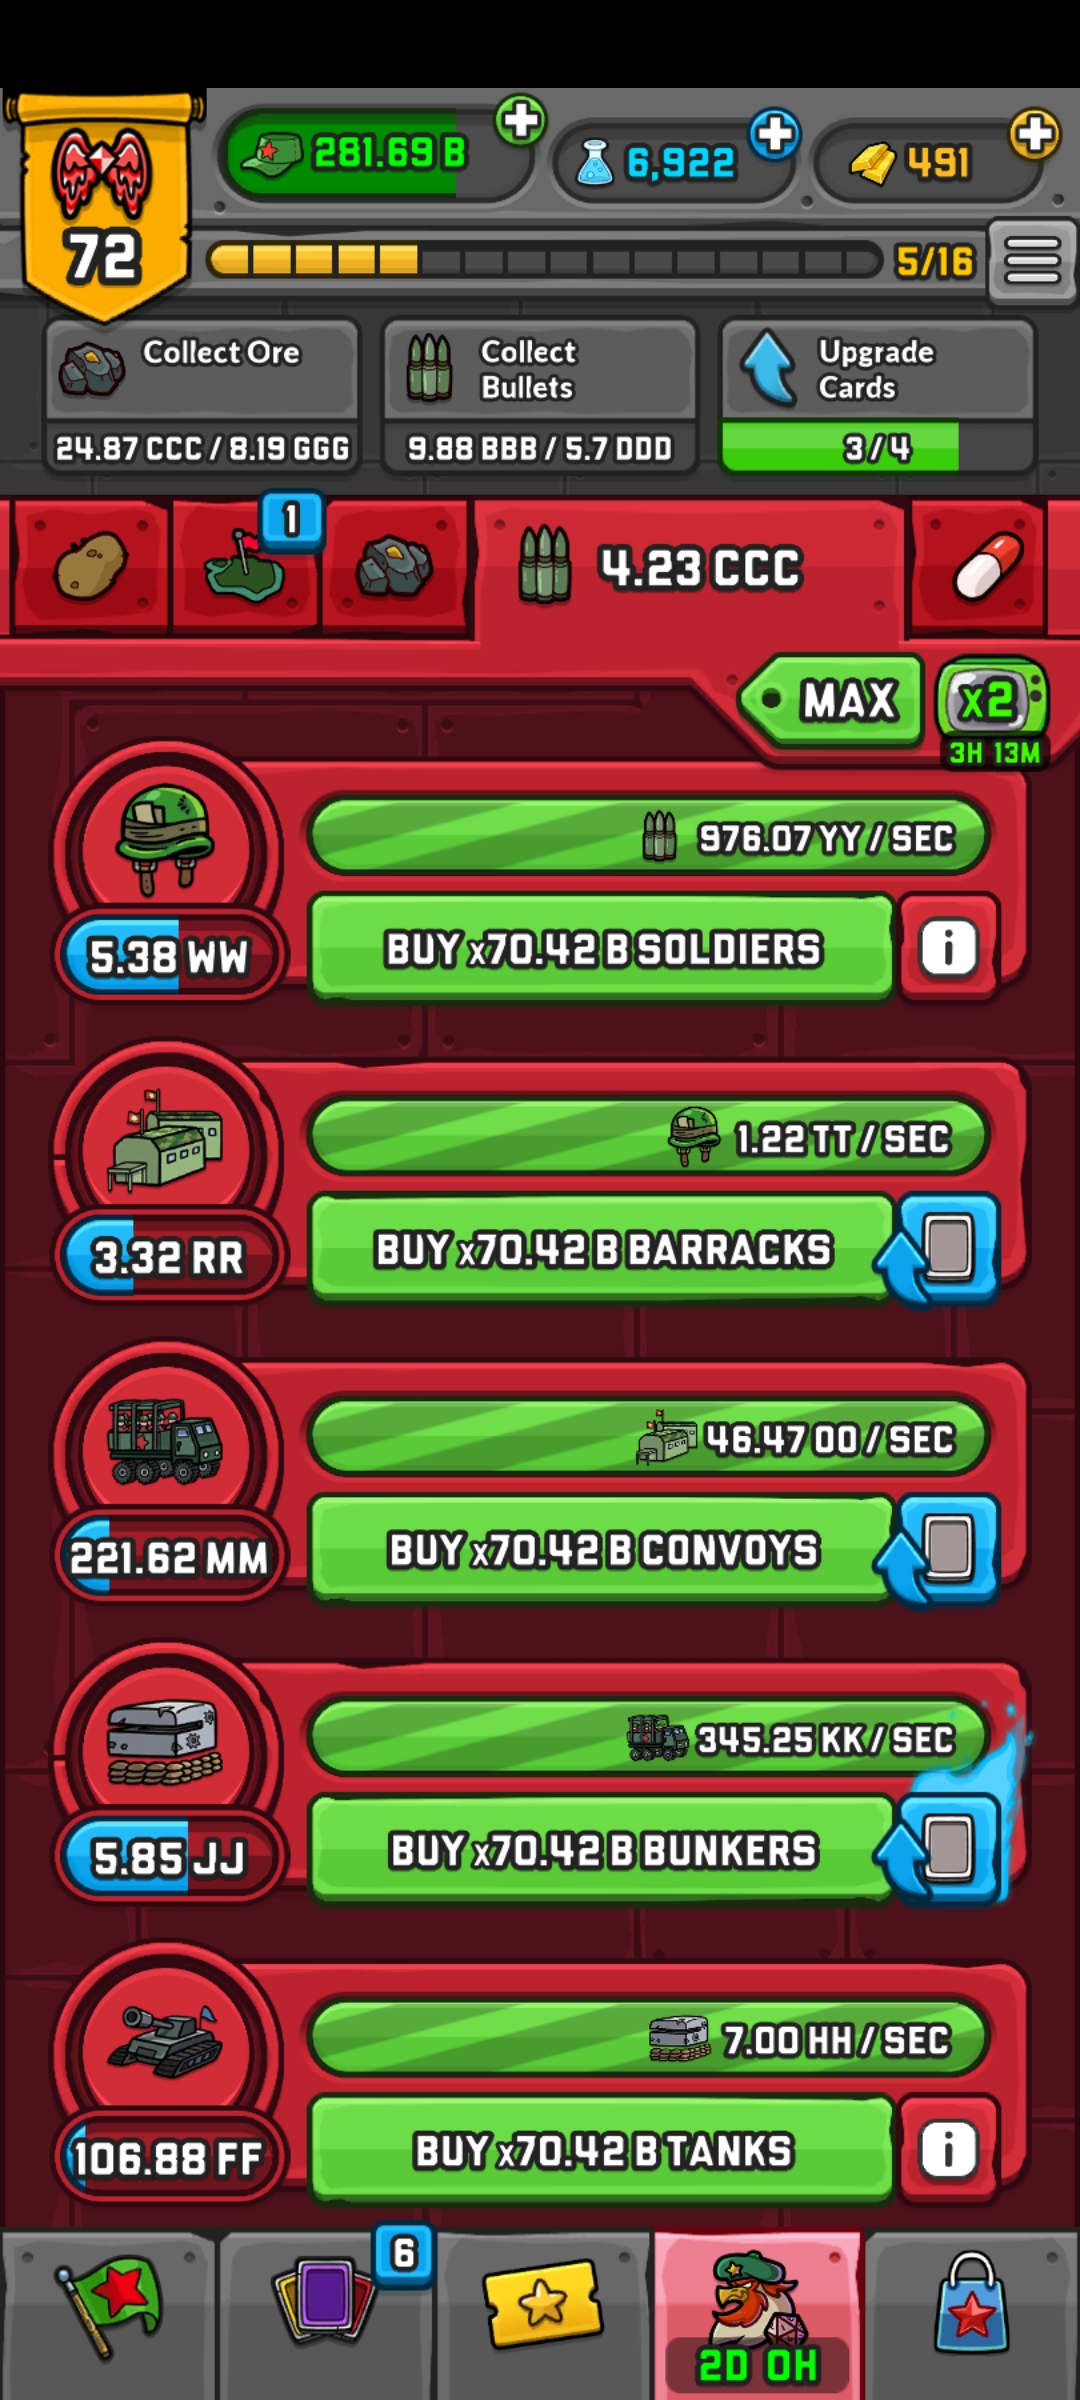 281.69 B
6,922
491
72
5/16
Collect Ore
24.87 CCC / 8.19 GGG
Collect
Bullets
9.88 BBB / 5.7 DDD
Upgrade
Cards
3/4
1
4.23 CCC
MAX
x2
3H 13M
976.07 YY / SEC
5.38 WW
BUY x70.42 B SOLDIERS
i
1.22 TT / SEC
3.32 RR
BUY x70.42 B BARRACKS
46.47 OO / SEC
221.62 MM
BUY x70.42 B CONVOYS
345.25 KK / SEC
5.85 JJ
BUY x70.42 B BUNKERS
7.00 HH / SEC
106.88 FF
BUY x70.42 B TANKS
i
6
2D 0H